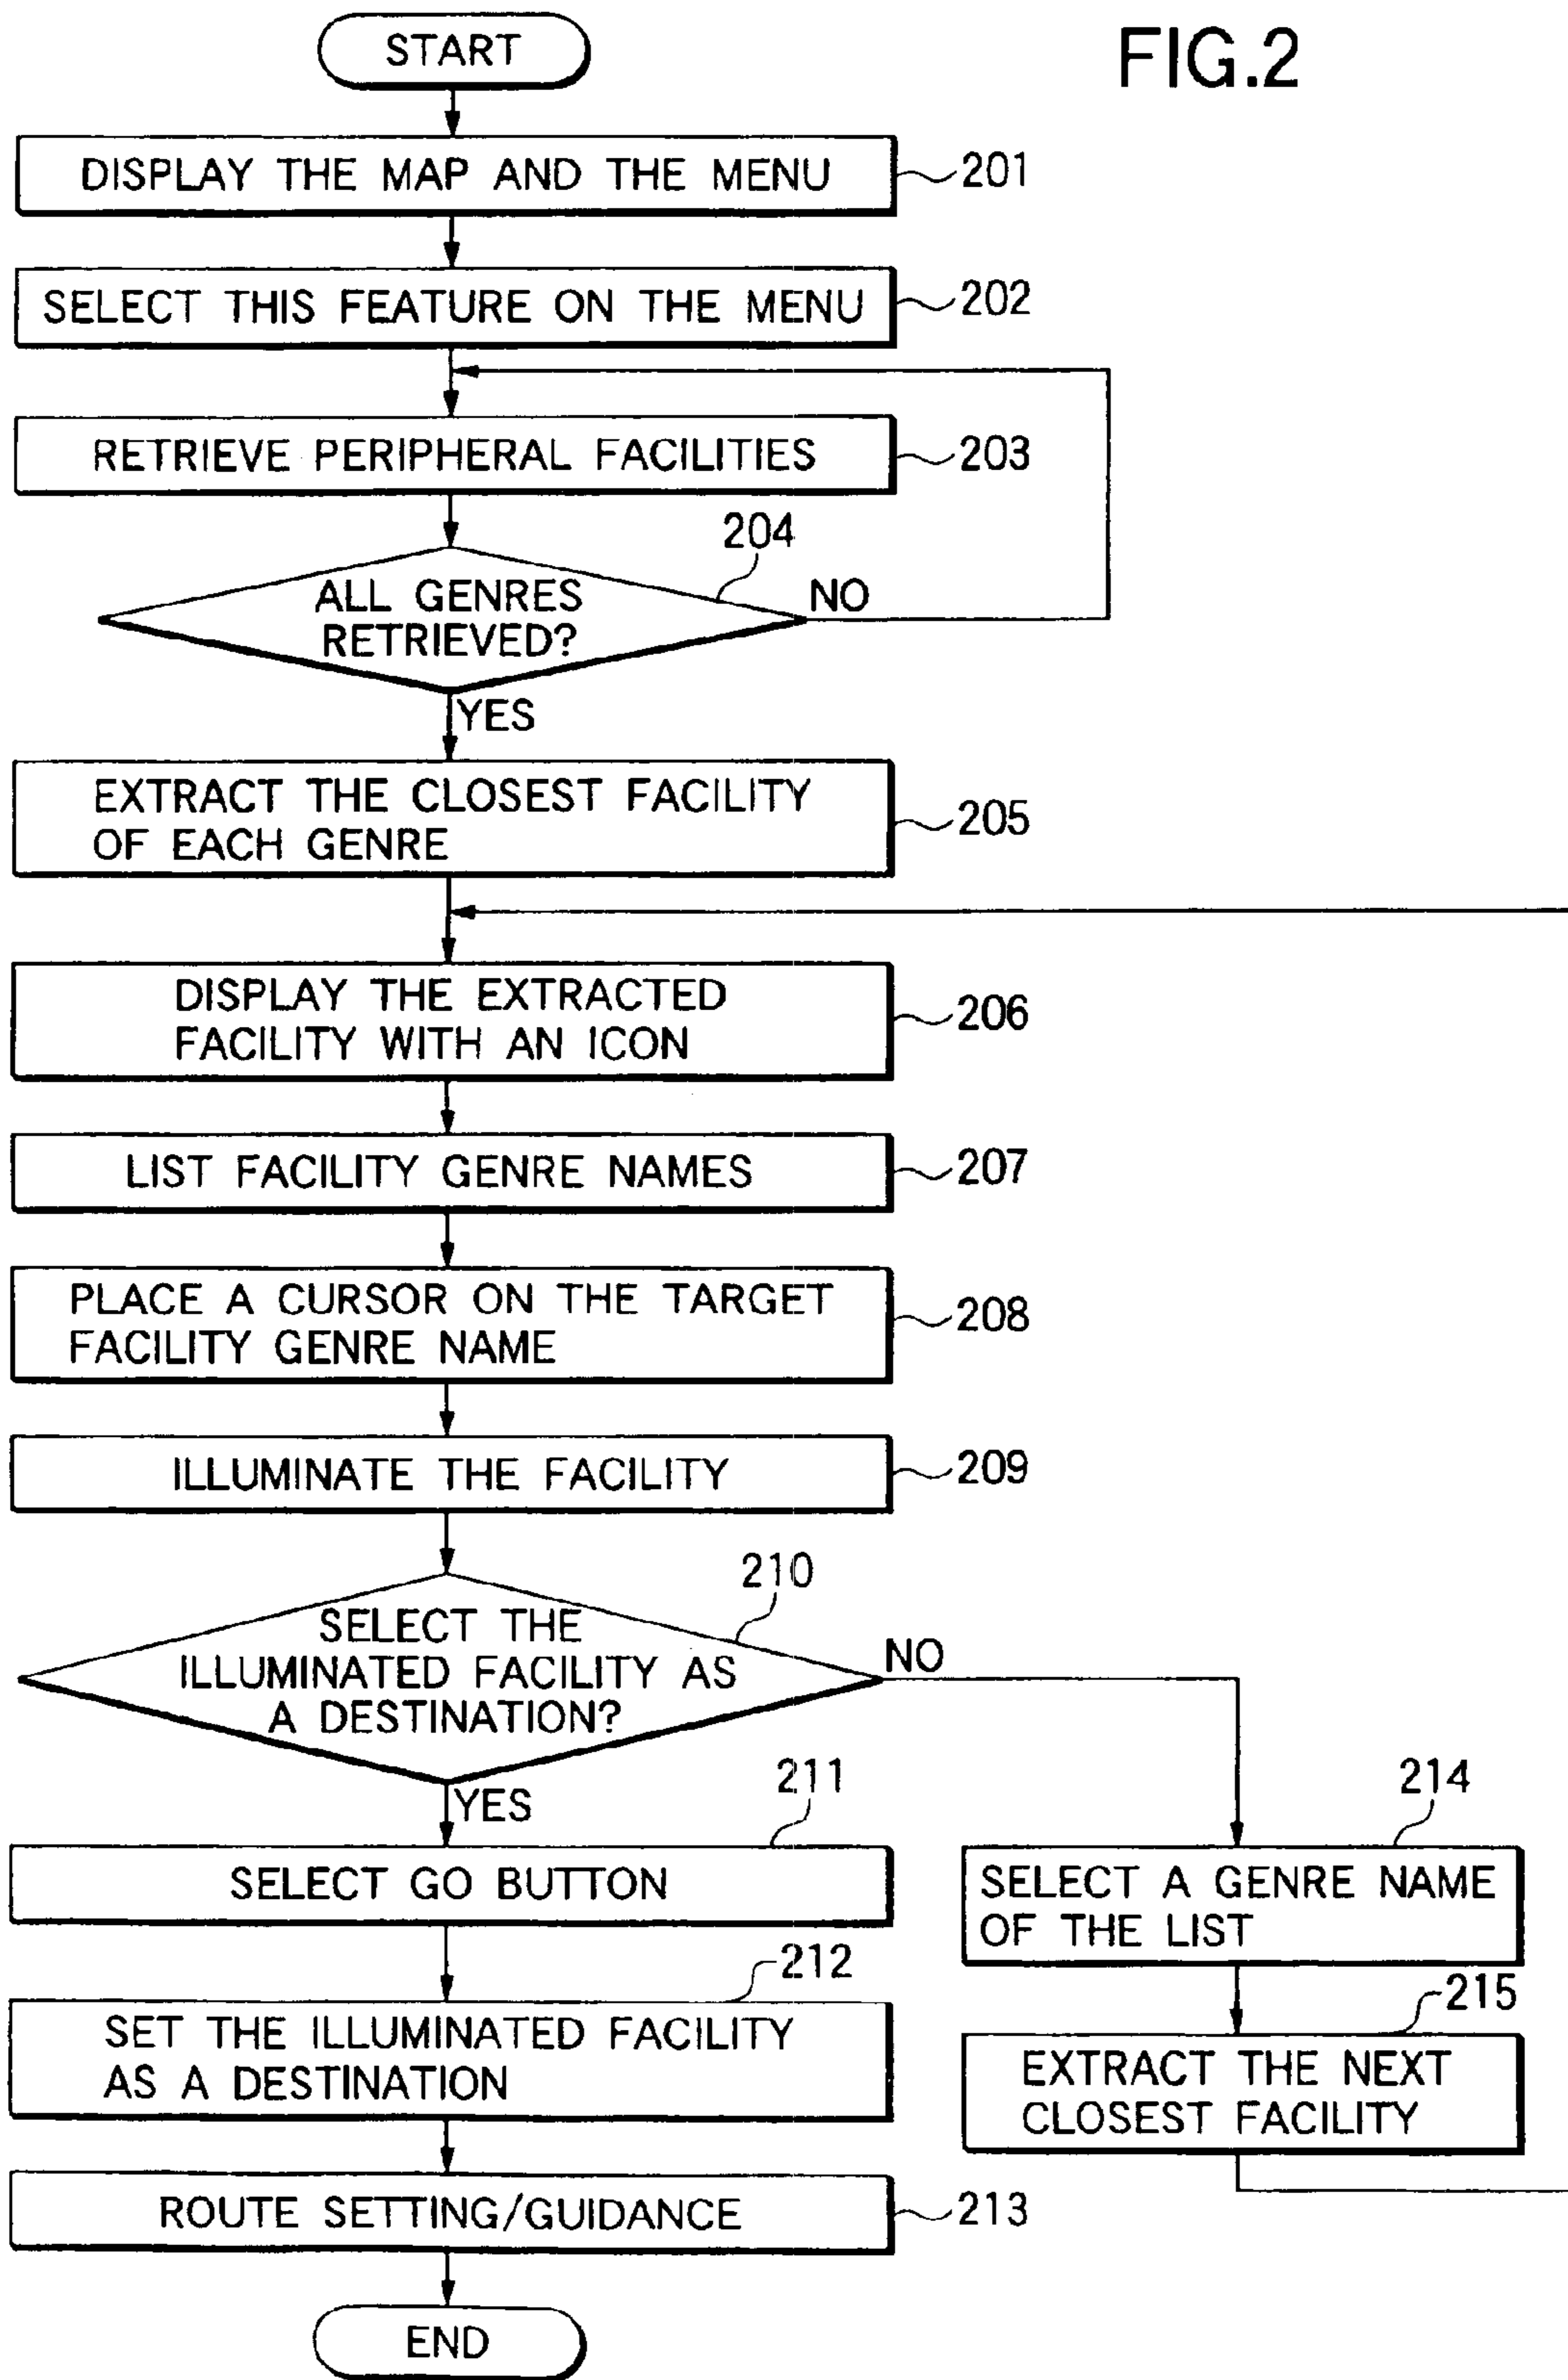 FIG.2
START
DISPLAY THE MAP AND THE MENU
201
SELECT THIS FEATURE ON THE MENU
202
RETRIEVE PERIPHERAL FACILITIES
203
204
ALL GENRES
RETRIEVED?
NO
YES
EXTRACT THE CLOSEST FACILITY
OF EACH GENRE
205
DISPLAY THE EXTRACTED
FACILITY WITH AN ICON
206
LIST FACILITY GENRE NAMES
207
PLACE A CURSOR ON THE TARGET
FACILITY GENRE NAME
208
ILLUMINATE THE FACILITY
209
210
SELECT THE
ILLUMINATED FACILITY AS
A DESTINATION?
NO
YES
211
SELECT GO BUTTON
214
SELECT A GENRE NAME
OF THE LIST
212
SET THE ILLUMINATED FACILITY
AS A DESTINATION
215
EXTRACT THE NEXT
CLOSEST FACILITY
ROUTE SETTING/GUIDANCE
213
END